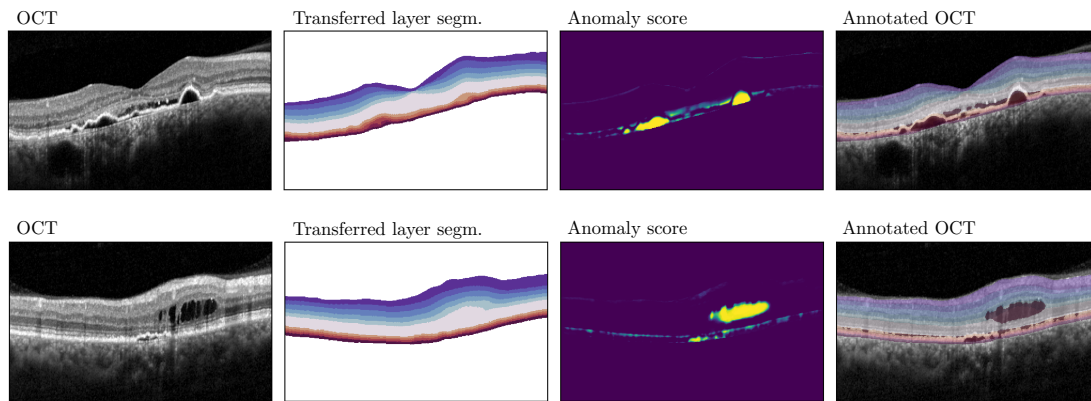 OCT
Transferred layer segm.
Anomaly score
Annotated OCT
OCT
Transferred layer segm.
Anomaly score
Annotated OCT